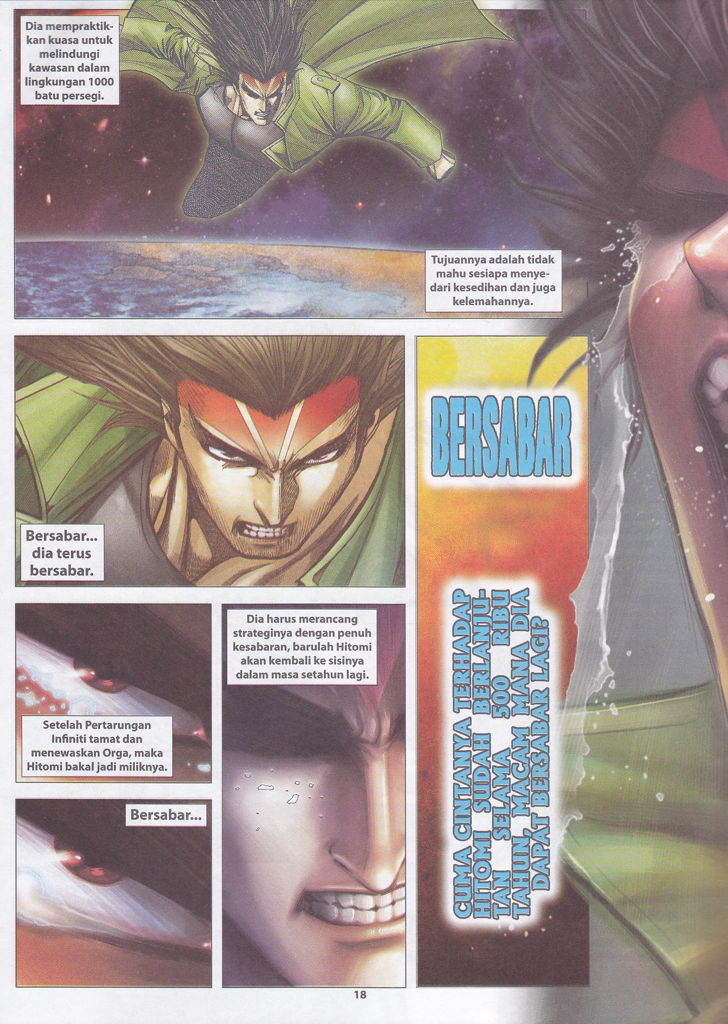 Dia mempraktik-
kan kuasa untuk
melindungi
kawasan dalam
lingkungan 1000
batu persegi.
Tujuannya adalah tidak
mahu sesiapa menye-
dari kesedihan dan juga
kelemahannya.
Bersabar...
dia terus
bersabar.
BERSABAR
CUMA CINTANYA TERHADAP
HITOMI SUDAH BERLANJU-
TAN SELAMA 500 RIBU
TAHUN, MACAM MANA DIA
DAPAT BERSABAR LAGI?
Setelah Pertarungan
Infiniti tamat dan
menewaskan Orga, maka
Hitomi bakal jadi miliknya.
Dia harus merancang
strateginya dengan penuh
kesabaran, barulah Hitomi
akan kembali ke sisinya
dalam masa setahun lagi.
Bersabar...
18